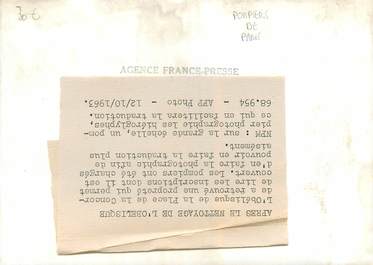 30€
POMPIERS
DE
PARIS
AGENCE FRANCE-PRESSE
APRES LE NETTOYAGE DE L'OBELISQUE
L'Obélisque de la Place de la Concor-
de a retrouvé une propreté qui permet
de lire les inscriptions dont il est
couvert. Les pompiers ont été chargés
d'en faire la photographie afin de
pouvoir en faire la traduction plus
aisément.
NPM : sur la grande échelle, un pom-
pier photographie les hiéroglyphes,
ce qui en facilitera la traduction.
68.954 - AFP Photo - 12/10/1963.